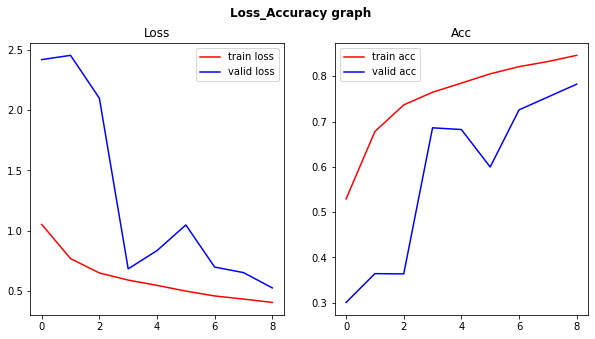 Loss_Accuracy graph
Loss
train loss
valid loss
2.5
2.0
1.5
1.0
0.5
0 2 4 6 8
Acc
train acc
valid acc
0.8
0.7
0.6
0.5
0.4
0.3
0 2 4 6 8